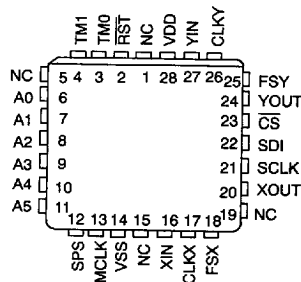 TM1 TM0 R̅S̅T̅ NC VDD YIN CLKY
4 3 2 1 28 27 26
NC 5 25 FSY
A0 6 24 YOUT
A1 7 23 C̅S̅
A2 8 22 SDI
A3 9 21 SCLK
A4 10 20 XOUT
A5 11 19 NC
12 13 14 15 16 17 18
SPS MCLK VSS NC XIN CLKX FSX